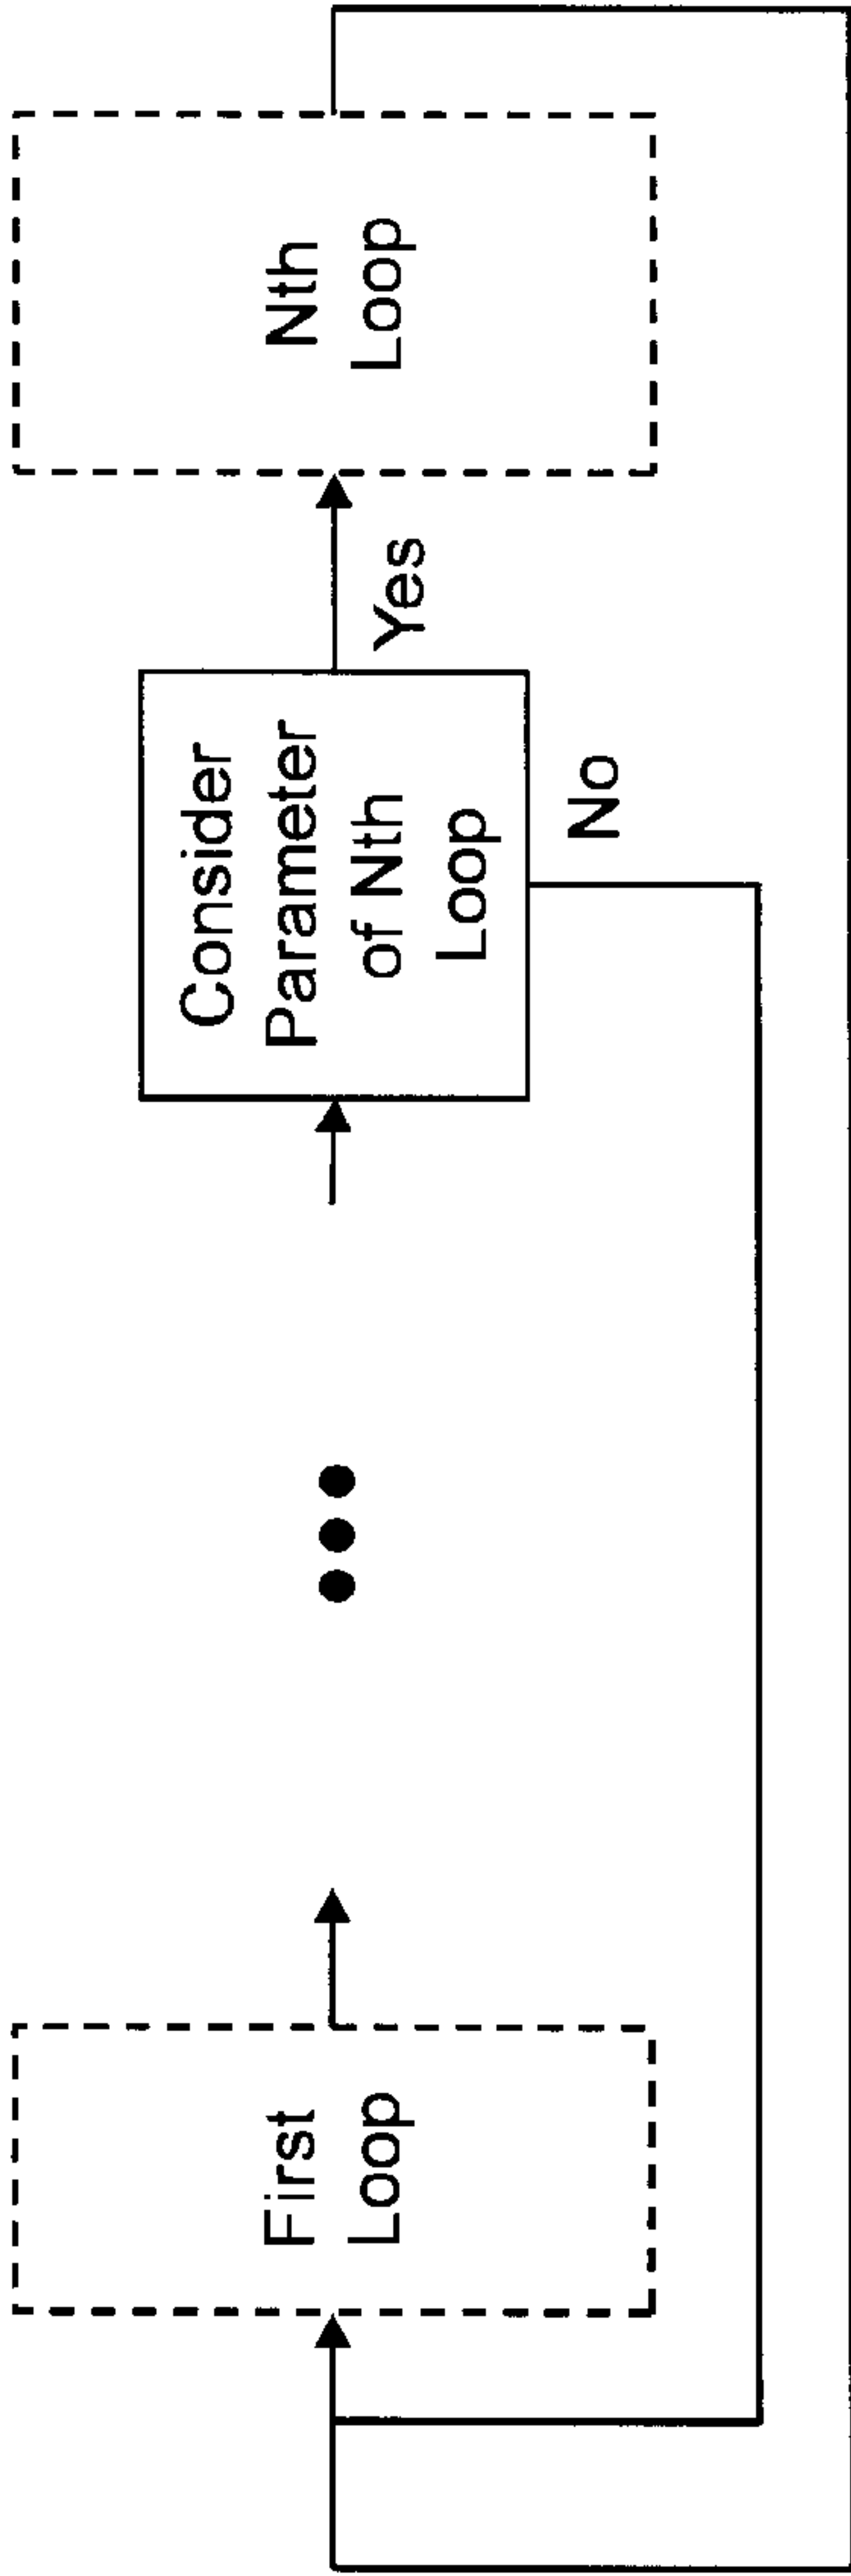 First
Loop
Consider
Parameter
of Nth
Loop
Yes
No
Nth
Loop